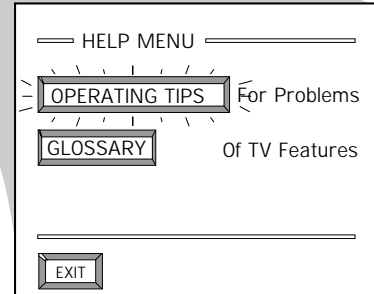 HELP MENU
OPERATING TIPS For Problems
GLOSSARY Of TV Features
EXIT